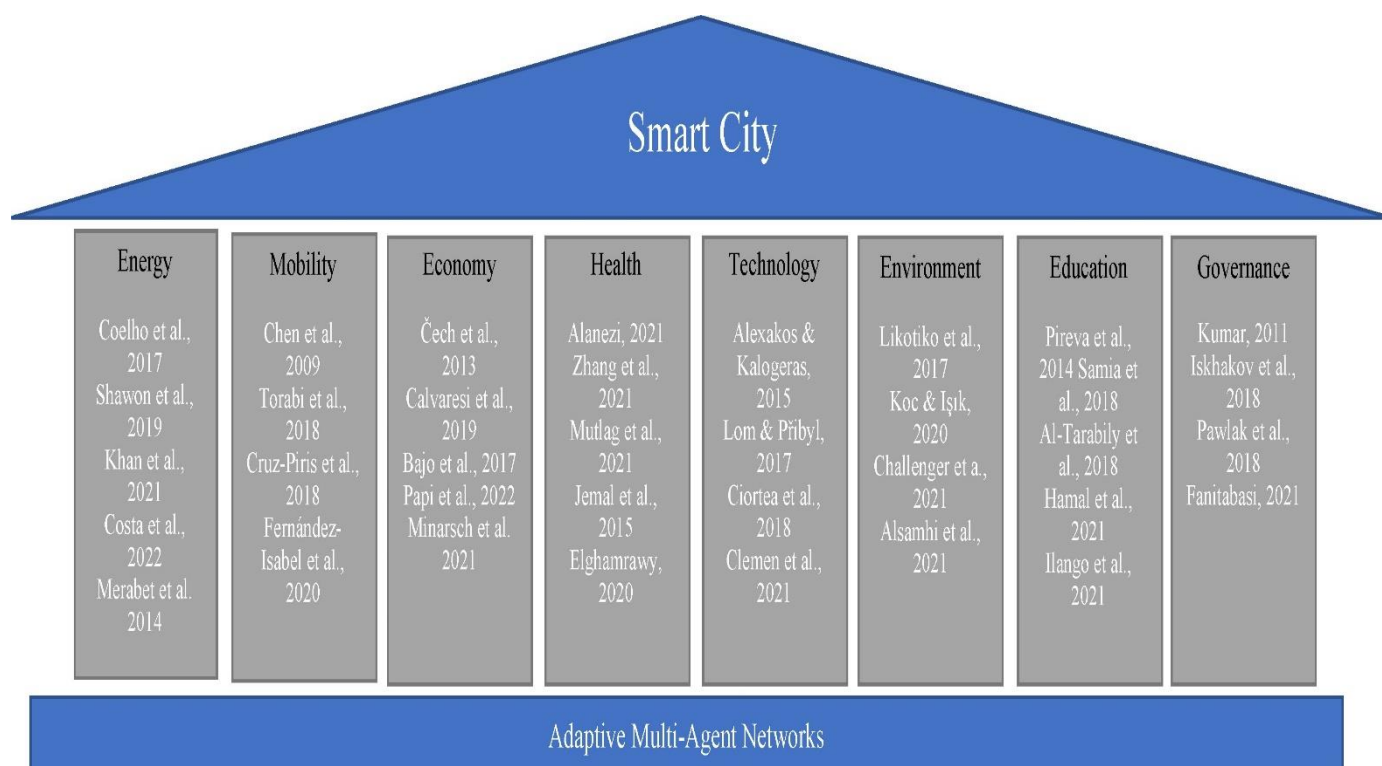 Smart City
Energy
Coelho et al.,
2017
Shawon et al.,
2019
Khan et al.,
2021
Costa et al.,
2022
Merabet et al.
2014
Mobility
Chen et al.,
2009
Torabi et al.,
2018
Cruz-Piris et al.,
2018
Fernández-
Isabel et al.,
2020
Economy
Čech et al.,
2013
Calvaresi et al.,
2019
Bajo et al., 2017
Papi et al., 2022
Minarsch et al.
2021
Health
Alanezi, 2021
Zhang et al.,
2021
Mutlag et al.,
2021
Jemal et al.,
2015
Elghamrawy,
2020
Technology
Alexakos &
Kalogeras,
2015
Lom & Přibyl,
2017
Ciortea et al.,
2018
Clemen et al.,
2021
Environment
Likotiko et al.,
2017
Koc & Işık,
2020
Challenger et a.,
2021
Alsamhi et al.,
2021
Education
Pireva et al.,
2014 Samia et
al., 2018
Al-Tarabily et
al., 2018
Hamal et al.,
2021
Ilango et al.,
2021
Governance
Kumar, 2011
Iskhakov et al.,
2018
Pawlak et al.,
2018
Fanitabasi, 2021
Adaptive Multi-Agent Networks